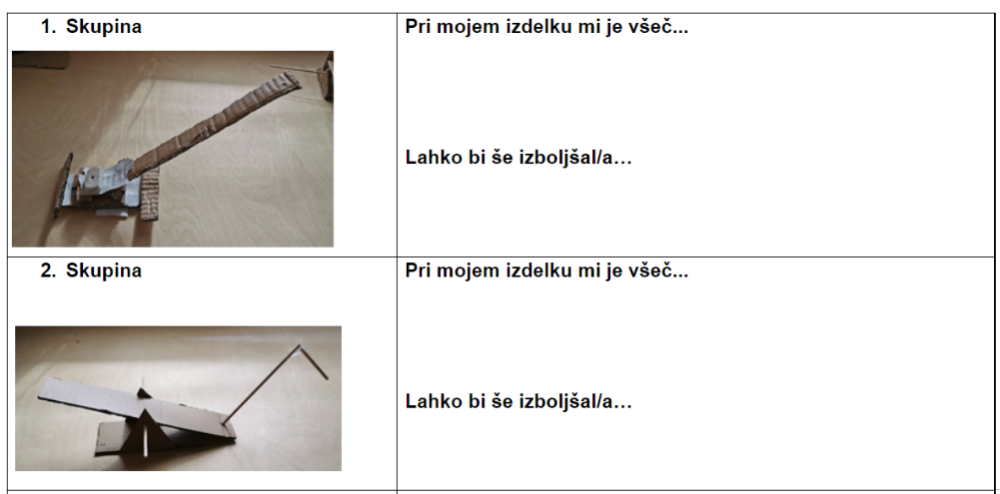 1. Skupina
Pri mojem izdelku mi je všeč...
Lahko bi še izboljšal/a…
2. Skupina
Pri mojem izdelku mi je všeč...
Lahko bi še izboljšal/a…